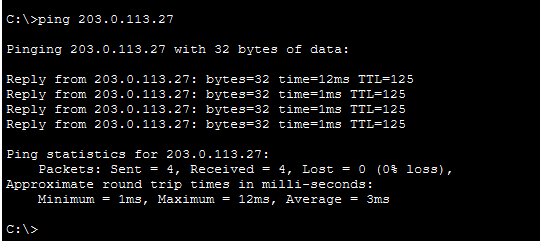 C:\>ping 203.0.113.27
Pinging 203.0.113.27 with 32 bytes of data:
Reply from 203.0.113.27: bytes=32 time=12ms TTL=125
Reply from 203.0.113.27: bytes=32 time=1ms TTL=125
Reply from 203.0.113.27: bytes=32 time=1ms TTL=125
Reply from 203.0.113.27: bytes=32 time=1ms TTL=125
Ping statistics for 203.0.113.27:
    Packets: Sent = 4, Received = 4, Lost = 0 (0% loss),
Approximate round trip times in milli-seconds:
    Minimum = 1ms, Maximum = 12ms, Average = 3ms
C:\>